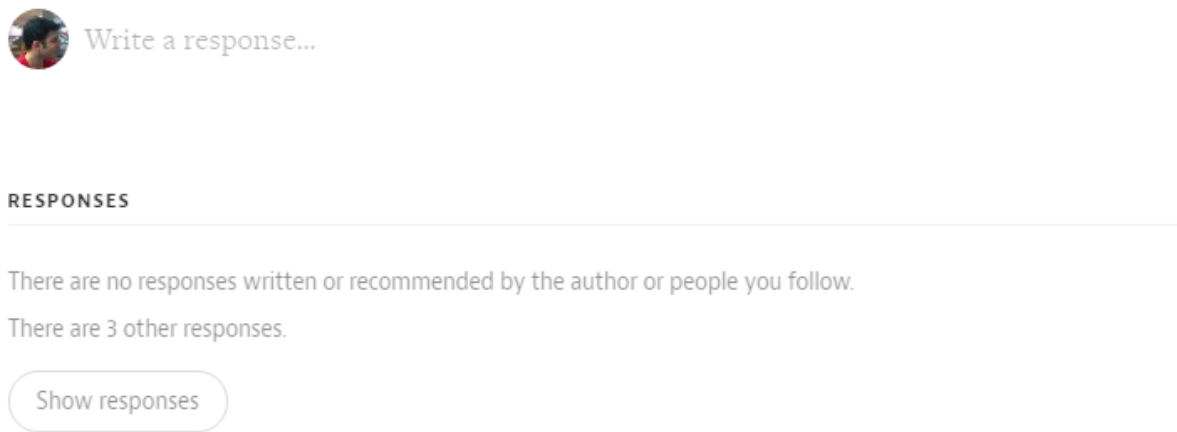 Write a response...
RESPONSES
There are no responses written or recommended by the author or people you follow.
There are 3 other responses.
Show responses